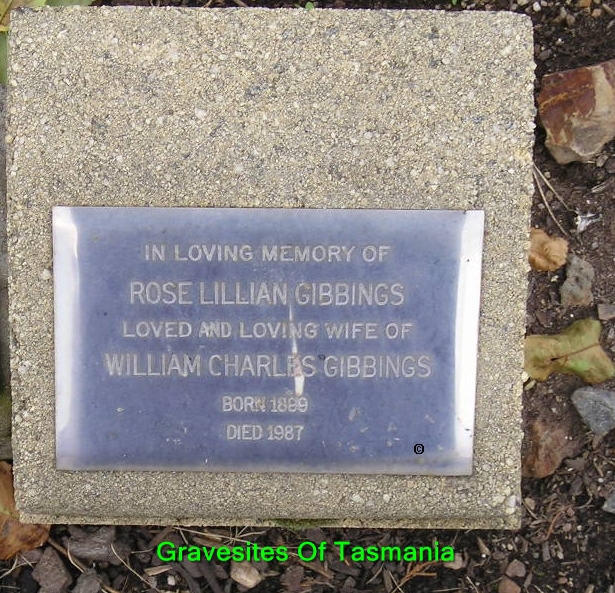 IN LOVING MEMORY OF
ROSE LILLIAN GIBBINGS
LOVED AND LOVING WIFE OF
WILLIAM CHARLES GIBBINGS
BORN 1889
DIED 1987
©
Gravesites Of Tasmania